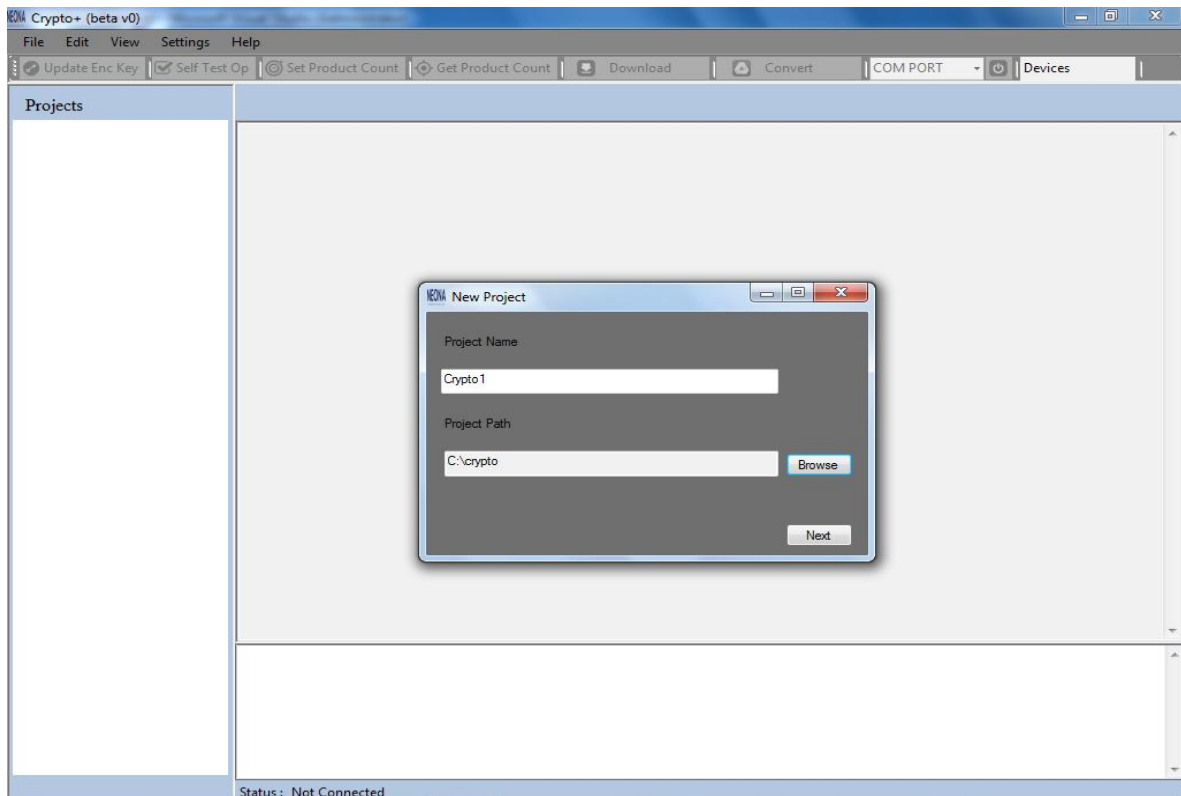 NEONA Crypto+ (beta v0)
File Edit View Settings Help
Update Enc Key Self Test Op Set Product Count Get Product Count Download Convert COM PORT Devices
Projects
NEONA New Project
Project Name
Crypto1
Project Path
C:\crypto
Browse
Next
Status : Not Connected